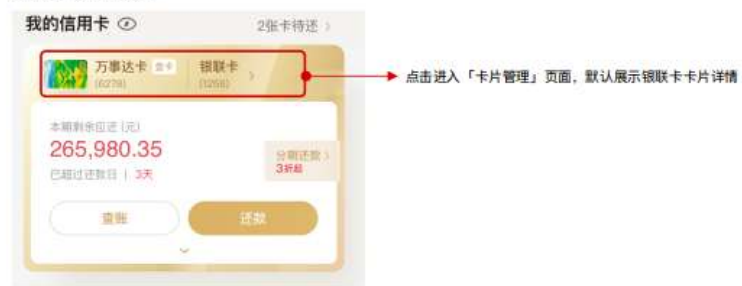 我的信用卡
2张卡待还 >
万事达卡 金卡 银联卡 >
(6278) (1256)
点击进入「卡片管理」页面，默认展示银联卡卡片详情
本期剩余应还 (元)
265,980.35
分期还款 >
3折起
已超过还款日 | 3天
查账
还款